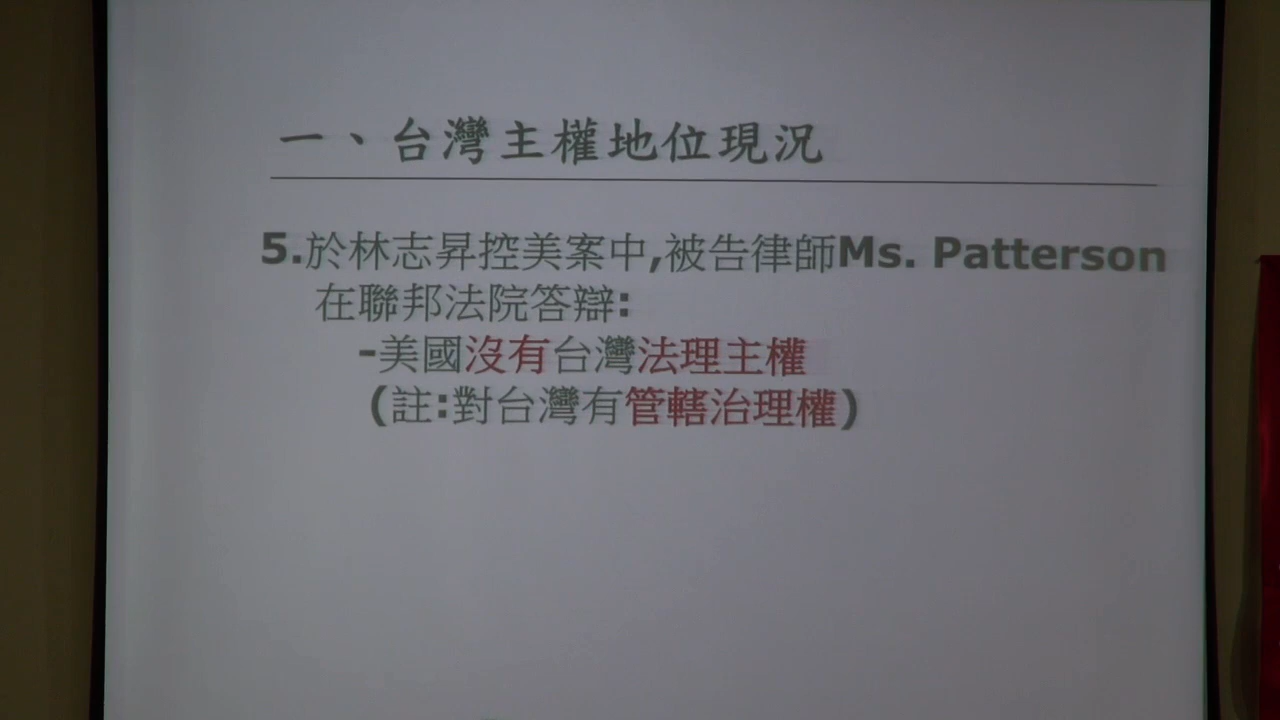 一、台灣主權地位現況
5.於林志昇控美案中,被告律師Ms. Patterson
在聯邦法院答辯:
-美國沒有台灣法理主權
(註:對台灣有管轄治理權)